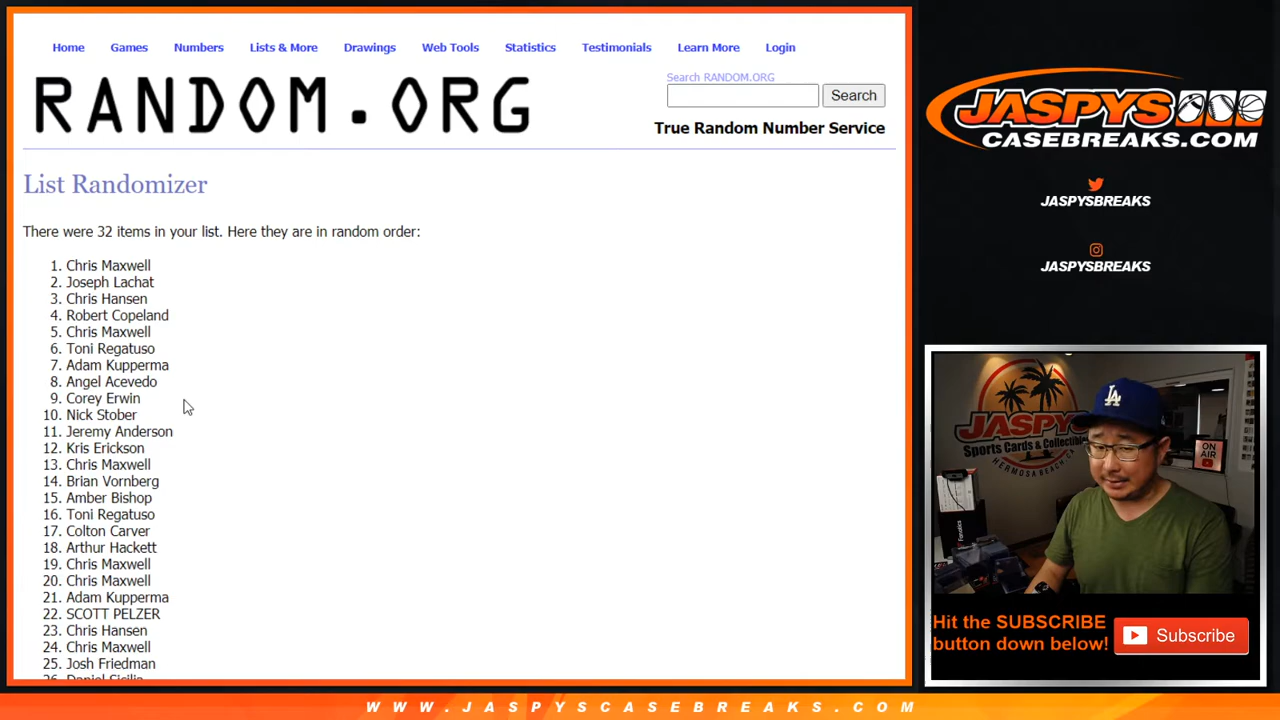 Home Games Numbers Lists & More Drawings Web Tools Statistics Testimonials Learn More Login
RANDOM.ORG
Search RANDOM.ORG
Search
True Random Number Service
List Randomizer
There were 32 items in your list. Here they are in random order:
1. Chris Maxwell
2. Joseph Lachat
3. Chris Hansen
4. Robert Copeland
5. Chris Maxwell
6. Toni Regatuso
7. Adam Kupperma
8. Angel Acevedo
9. Corey Erwin
10. Nick Stober
11. Jeremy Anderson
12. Kris Erickson
13. Chris Maxwell
14. Brian Vornberg
15. Amber Bishop
16. Toni Regatuso
17. Colton Carver
18. Arthur Hackett
19. Chris Maxwell
20. Chris Maxwell
21. Adam Kupperma
22. SCOTT PELZER
23. Chris Hansen
24. Chris Maxwell
25. Josh Friedman
26. Daniel Sicilia
JASPYS
CASEBREAKS.COM
JASPYSBREAKS
JASPYSBREAKS
JASPYS
Sports Cards & Collectibles
HERMOSA BEACH, CA
ON AIR
Fanatics
LA
Hit the SUBSCRIBE
button down below!
Subscribe
WWW.JASPYSCASEBREAKS.COM